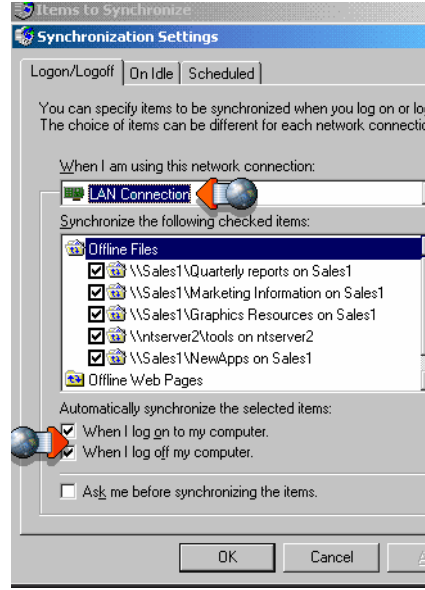 Items to Synchronize
Synchronization Settings
Logon/Logoff On Idle Scheduled
You can specify items to be synchronized when you log on or lo
The choice of items can be different for each network connectio
When I am using this network connection:
LAN Connection
Synchronize the following checked items:
Offline Files
\\Sales1\Quarterly reports on Sales1
\\Sales1\Marketing Information on Sales1
\\Sales1\Graphics Resources on Sales1
\\ntserver2\tools on ntserver2
\\Sales1\NewApps on Sales1
Offline Web Pages
Automatically synchronize the selected items:
When I log on to my computer.
When I log off my computer.
Ask me before synchronizing the items.
OK Cancel